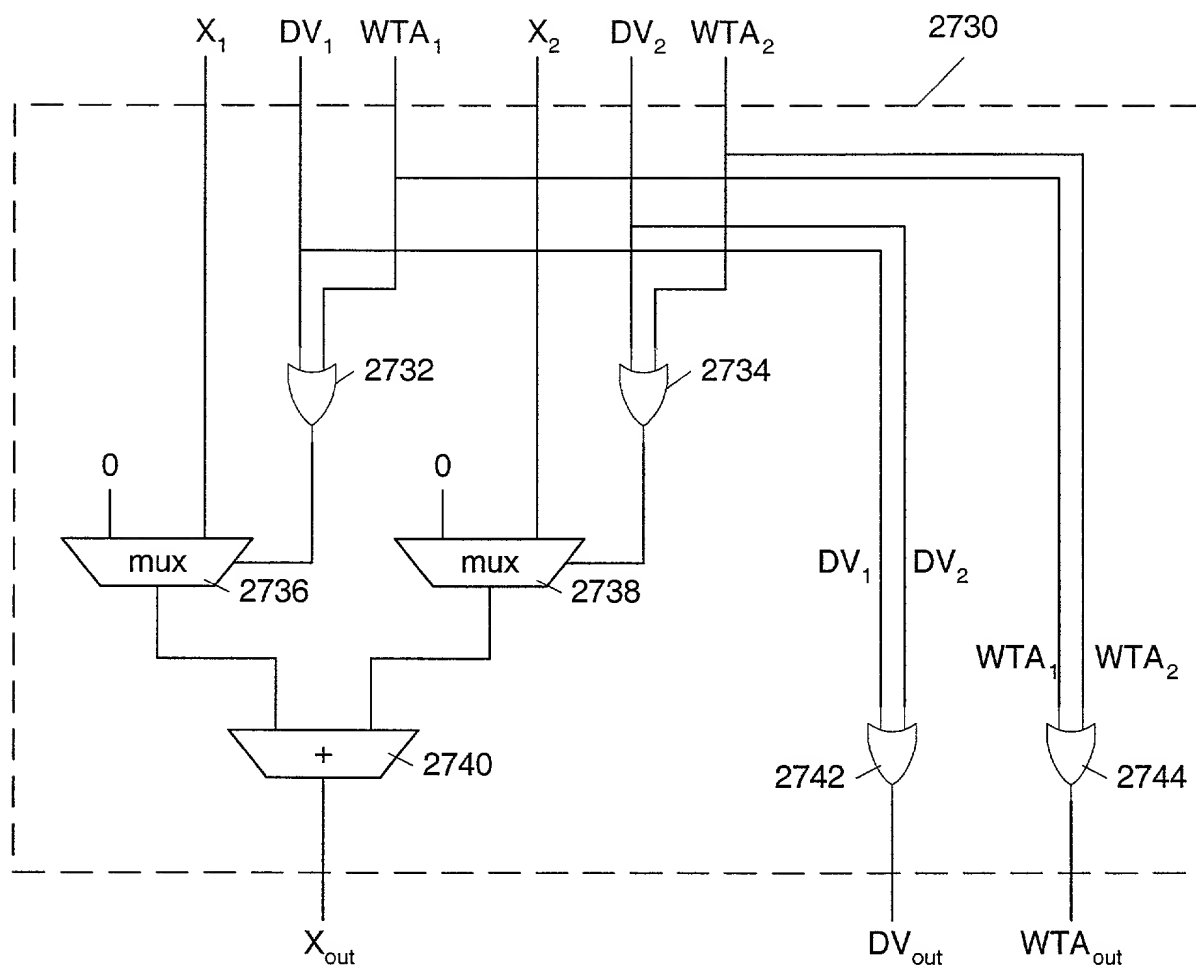 X₁ DV₁ WTA₁ X₂ DV₂ WTA₂ 2730
2732 2734
0 0
mux mux
2736 2738
DV₁ DV₂
WTA₁ WTA₂
+ 2740 2742 2744
Xout DVout WTAout